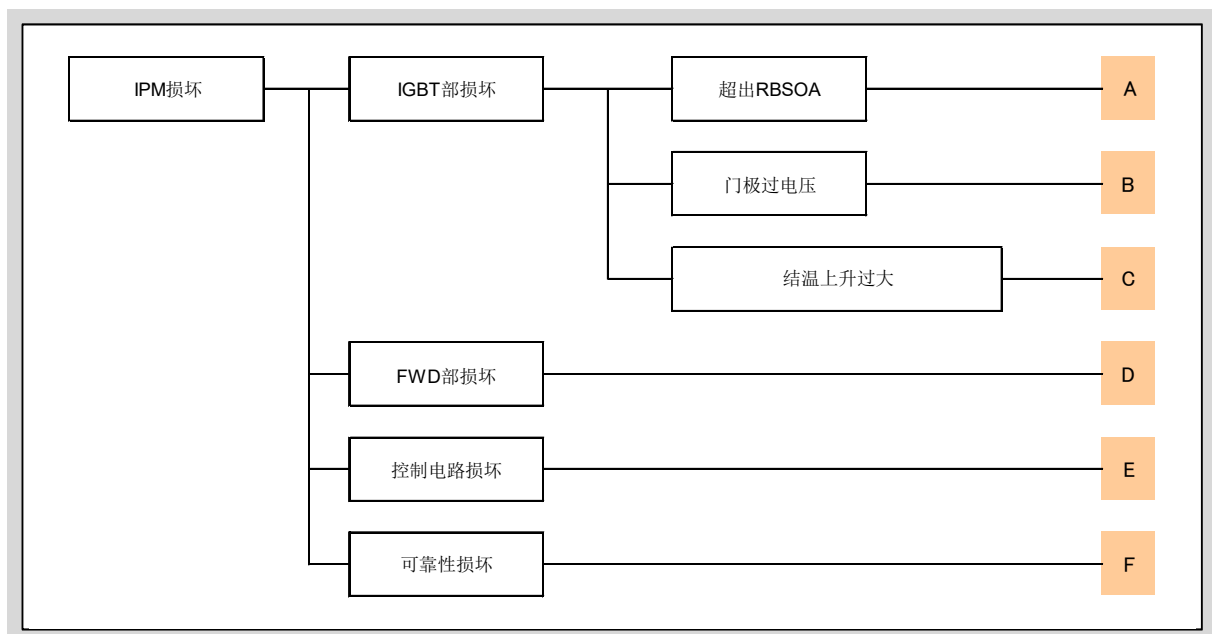 IPM损坏
IGBT部损坏
超出RBSOA
A
门极过电压
B
结温上升过大
C
FWD部损坏
D
控制电路损坏
E
可靠性损坏
F